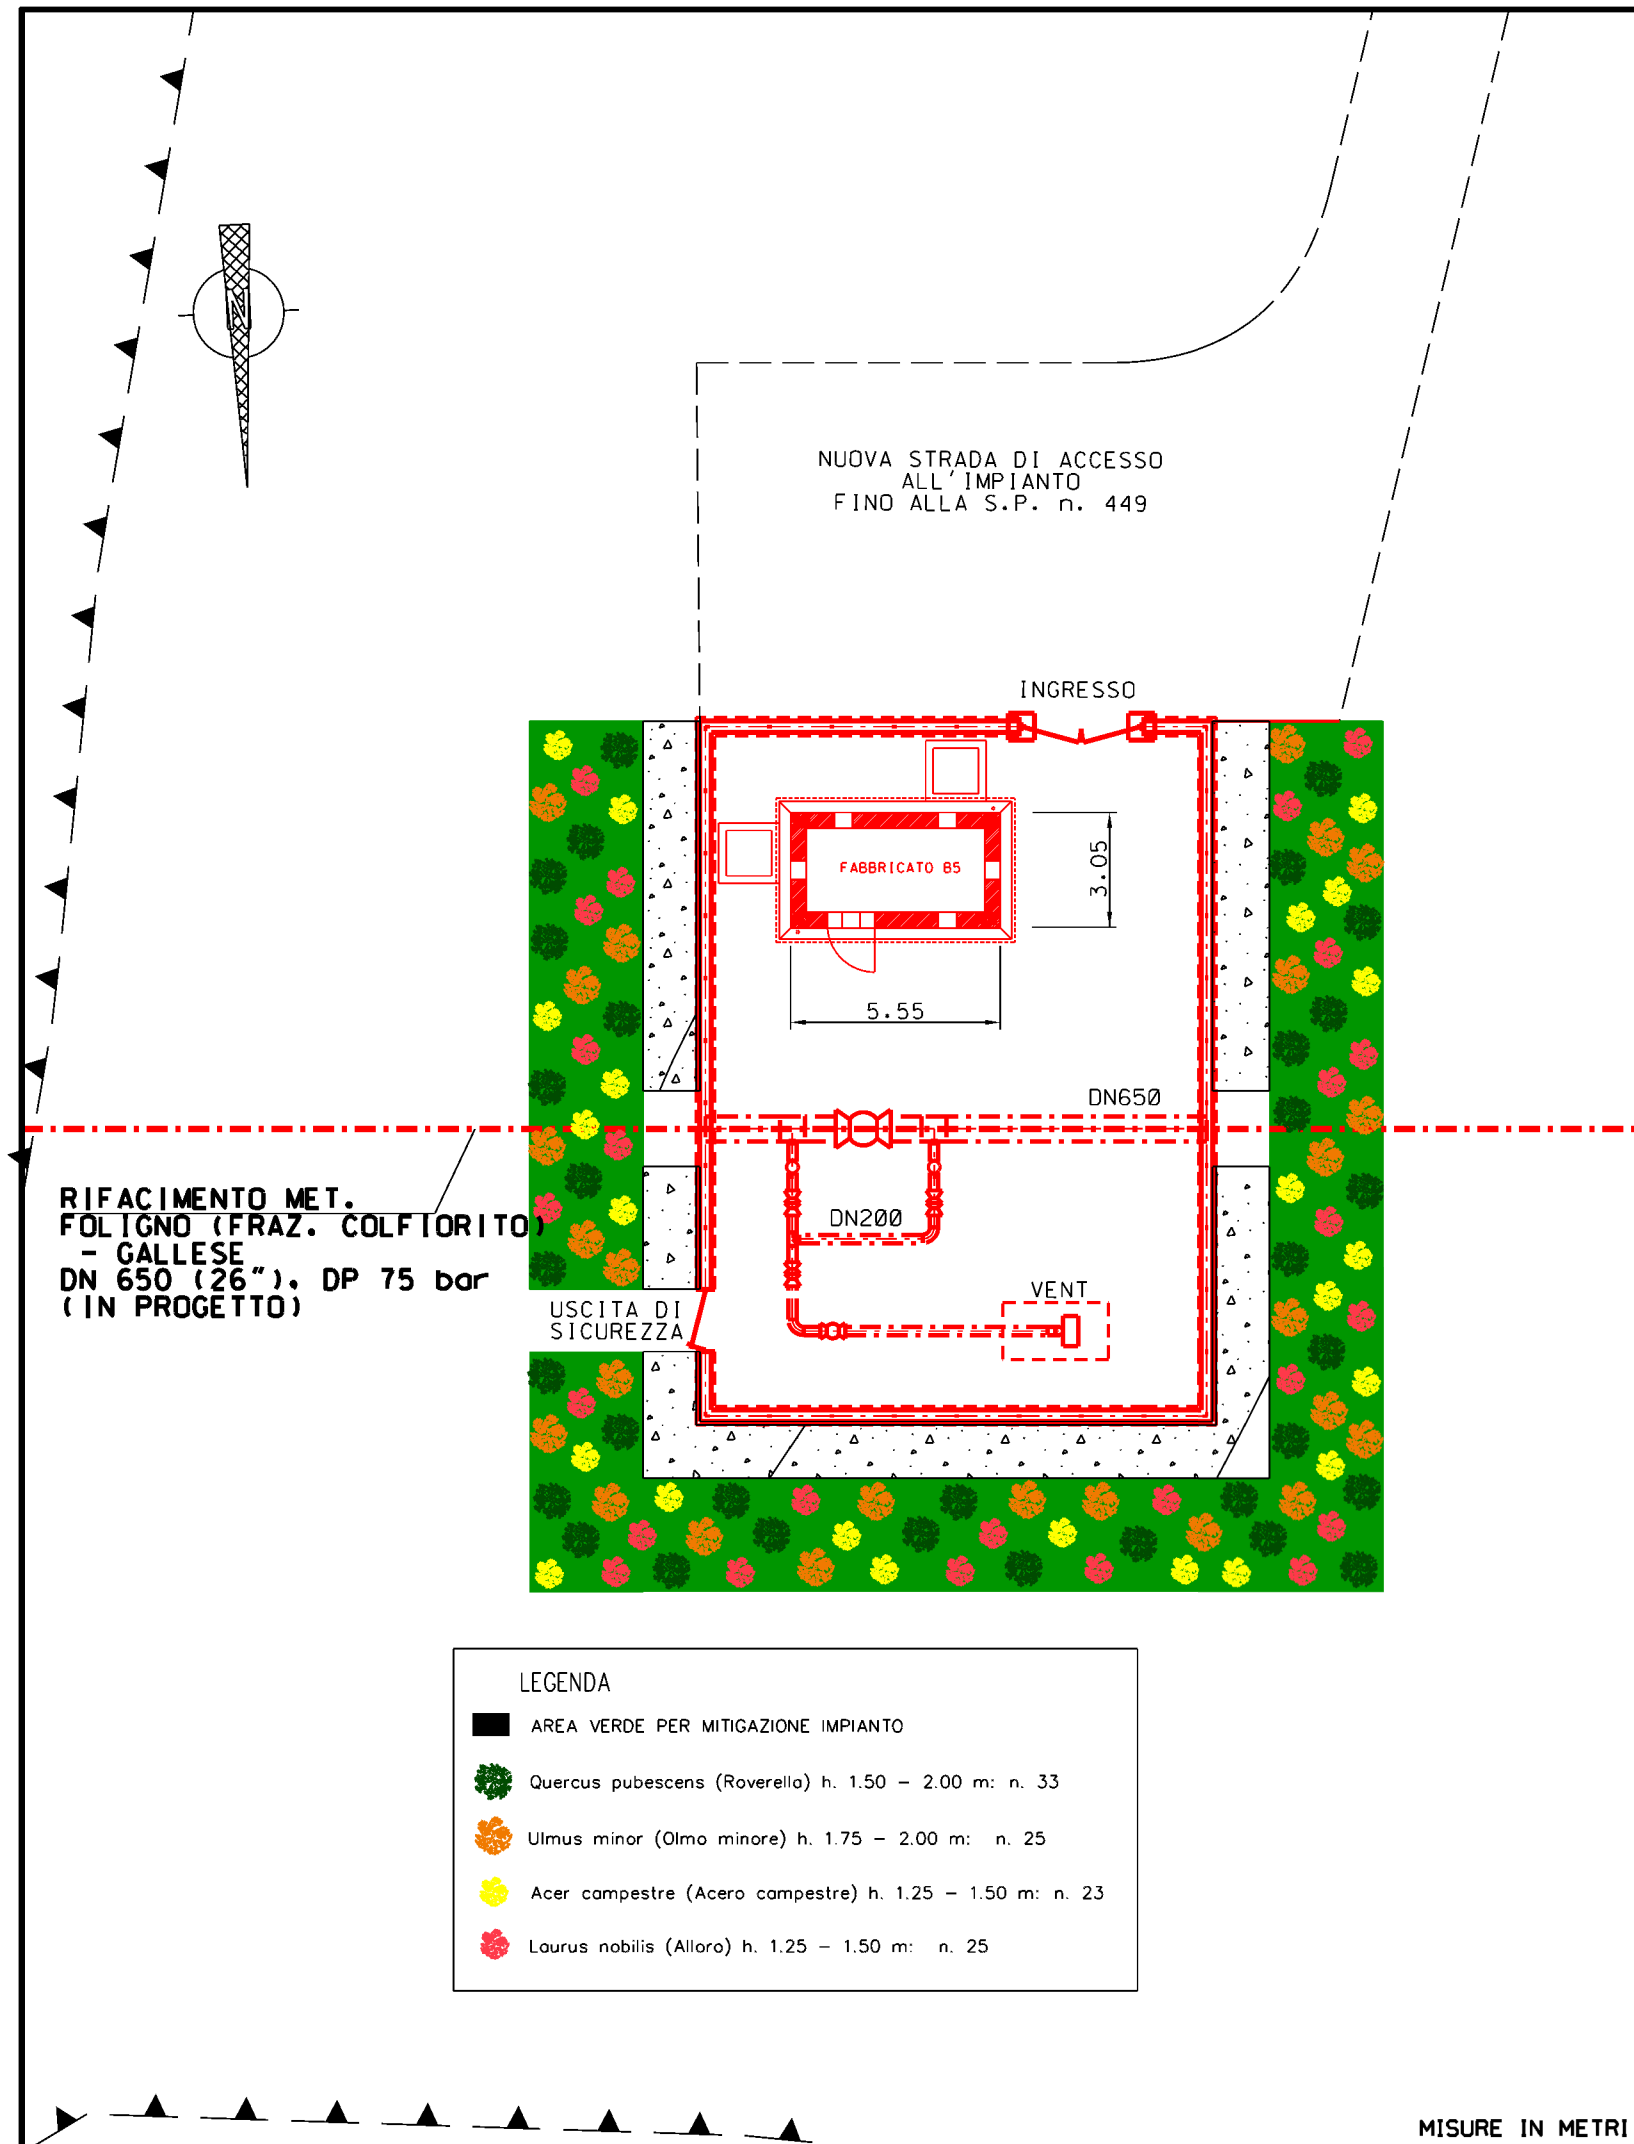 N
NUOVA STRADA DI ACCESSO
ALL'IMPIANTO
FINO ALLA S.P. n. 449
INGRESSO
FABBRICATO B5
3.05
5.55
DN650
RIFACIMENTO MET.
FOLIGNO (FRAZ. COLFIORITO)
- GALLESE
DN 650 (26"), DP 75 bar
(IN PROGETTO)
DN200
VENT
USCITA DI
SICUREZZA
LEGENDA
AREA VERDE PER MITIGAZIONE IMPIANTO
Quercus pubescens (Roverella) h. 1.50 - 2.00 m: n. 33
Ulmus minor (Olmo minore) h. 1.75 - 2.00 m: n. 25
Acer campestre (Acero campestre) h. 1.25 - 1.50 m: n. 23
Laurus nobilis (Alloro) h. 1.25 - 1.50 m: n. 25
MISURE IN METRI